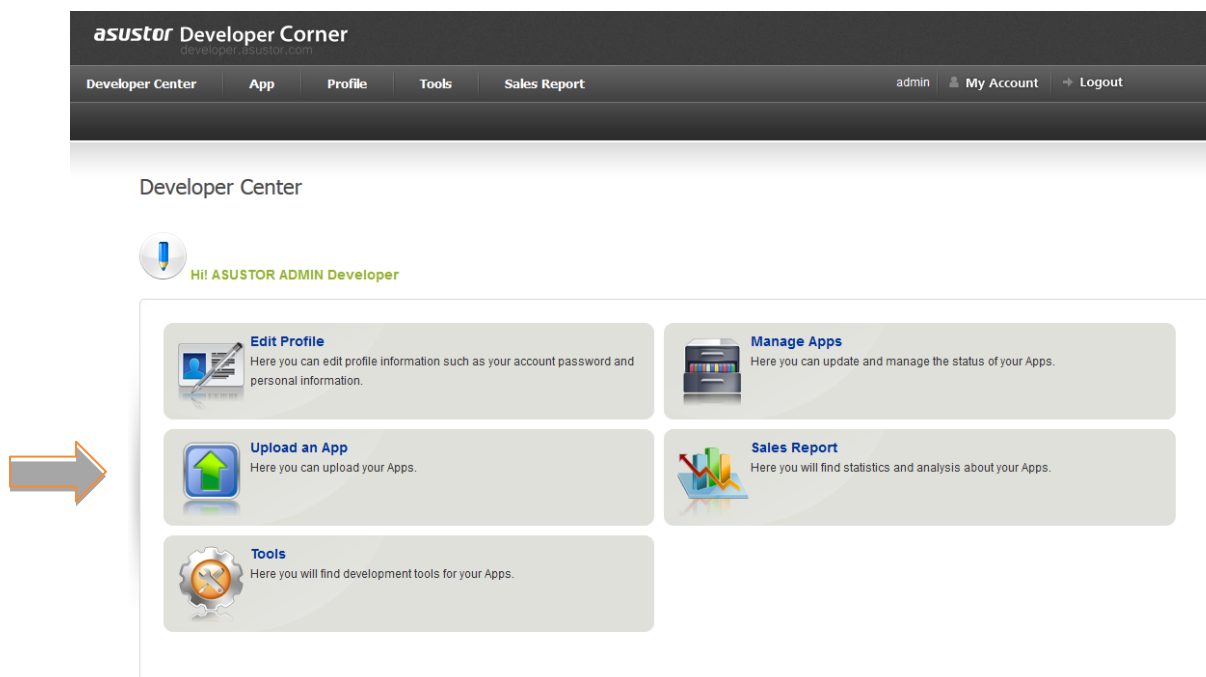 asustor Developer Corner
developer.asustor.com
Developer Center App Profile Tools Sales Report admin My Account Logout
Developer Center
Hi! ASUSTOR ADMIN Developer
Edit Profile
Here you can edit profile information such as your account password and
personal information.
Manage Apps
Here you can update and manage the status of your Apps.
Upload an App
Here you can upload your Apps.
Sales Report
Here you will find statistics and analysis about your Apps.
Tools
Here you will find development tools for your Apps.